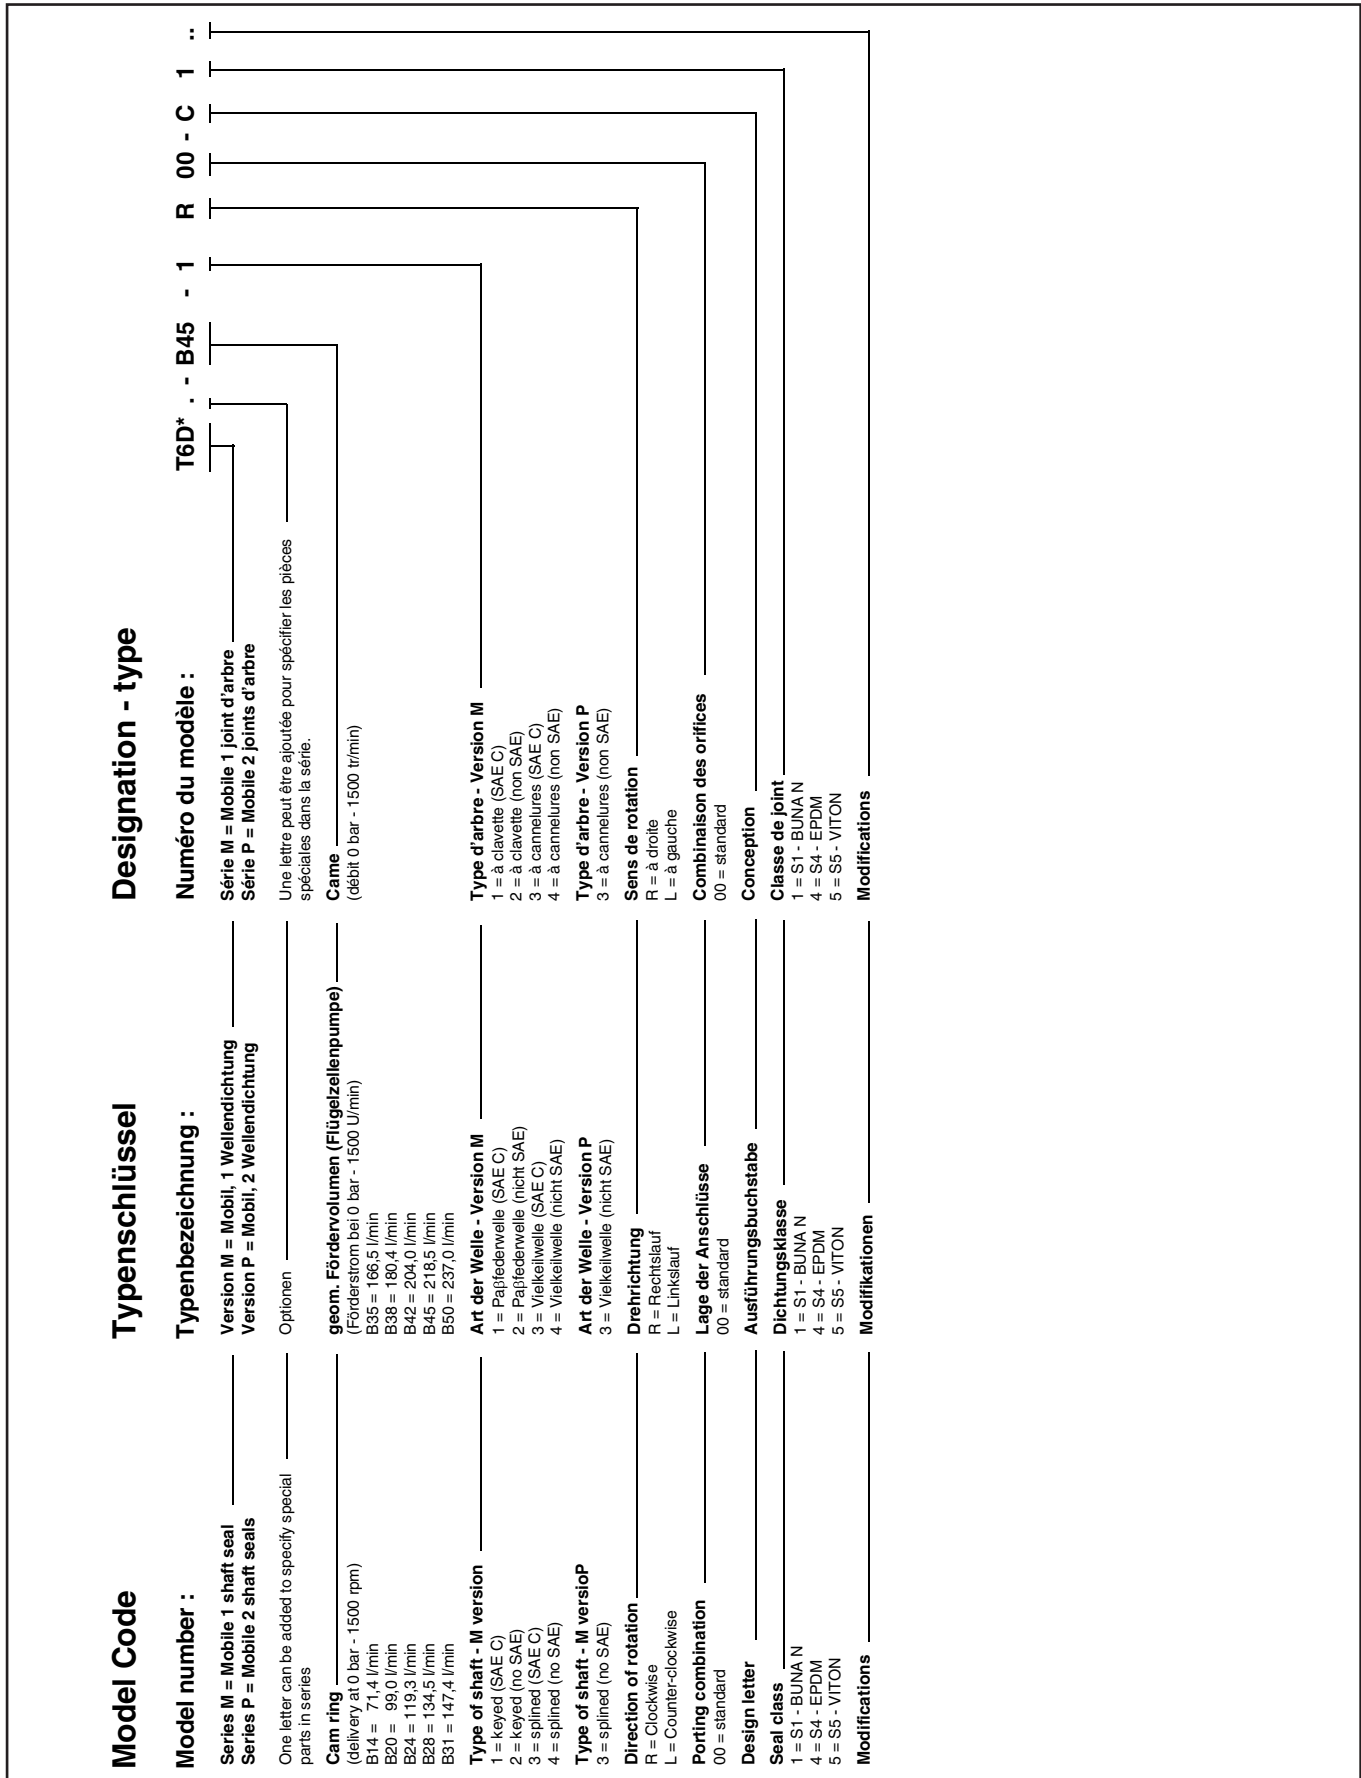 Model Code
Typenschlüssel
Designation - type
Model number :
Typenbezeichnung :
Numéro du modèle :
T6D* . - B45 - 1 R 00 - C 1 ..
Series M = Mobile 1 shaft seal
Series P = Mobile 2 shaft seals
Version M = Mobil, 1 Wellendichtung
Version P = Mobil, 2 Wellendichtung
Série M = Mobile 1 joint d'arbre
Série P = Mobile 2 joints d'arbre
One letter can be added to specify special
parts in series
Optionen
Une lettre peut être ajoutée pour spécifier les pièces
spéciales dans la série.
Cam ring
(delivery at 0 bar - 1500 rpm)
B14 = 71,4 l/min
B20 = 99,0 l/min
B24 = 119,3 l/min
B28 = 134,5 l/min
B31 = 147,4 l/min
geom. Fördervolumen (Flügelzellenpumpe)
(Förderstrom bei 0 bar - 1500 U/min)
B35 = 166,5 l/min
B38 = 180,4 l/min
B42 = 204,0 l/min
B45 = 218,5 l/min
B50 = 237,0 l/min
Came
(débit 0 bar - 1500 tr/min)
Type of shaft - M version
1 = keyed (SAE C)
2 = keyed (no SAE)
3 = splined (SAE C)
4 = splined (no SAE)
Art der Welle - Version M
1 = Paβfederwelle (SAE C)
2 = Paβfederwelle (nicht SAE)
3 = Vielkeilwelle (SAE C)
4 = Vielkeilwelle (nicht SAE)
Type d'arbre - Version M
1 = à clavette (SAE C)
2 = à clavette (non SAE)
3 = à cannelures (SAE C)
4 = à cannelures (non SAE)
Type of shaft - M versioP
3 = splined (no SAE)
Art der Welle - Version P
3 = Vielkeilwelle (nicht SAE)
Type d'arbre - Version P
3 = à cannelures (non SAE)
Direction of rotation
R = Clockwise
L = Counter-clockwise
Drehrichtung
R = Rechtslauf
L = Linkslauf
Sens de rotation
R = à droite
L = à gauche
Porting combination
00 = standard
Lage der Anschlüsse
00 = standard
Combinaison des orifices
00 = standard
Design letter
Ausführungsbuchstabe
Conception
Seal class
1 = S1 - BUNA N
4 = S4 - EPDM
5 = S5 - VITON
Dichtungsklasse
1 = S1 - BUNA N
4 = S4 - EPDM
5 = S5 - VITON
Classe de joint
1 = S1 - BUNA N
4 = S4 - EPDM
5 = S5 - VITON
Modifications
Modifikationen
Modifications